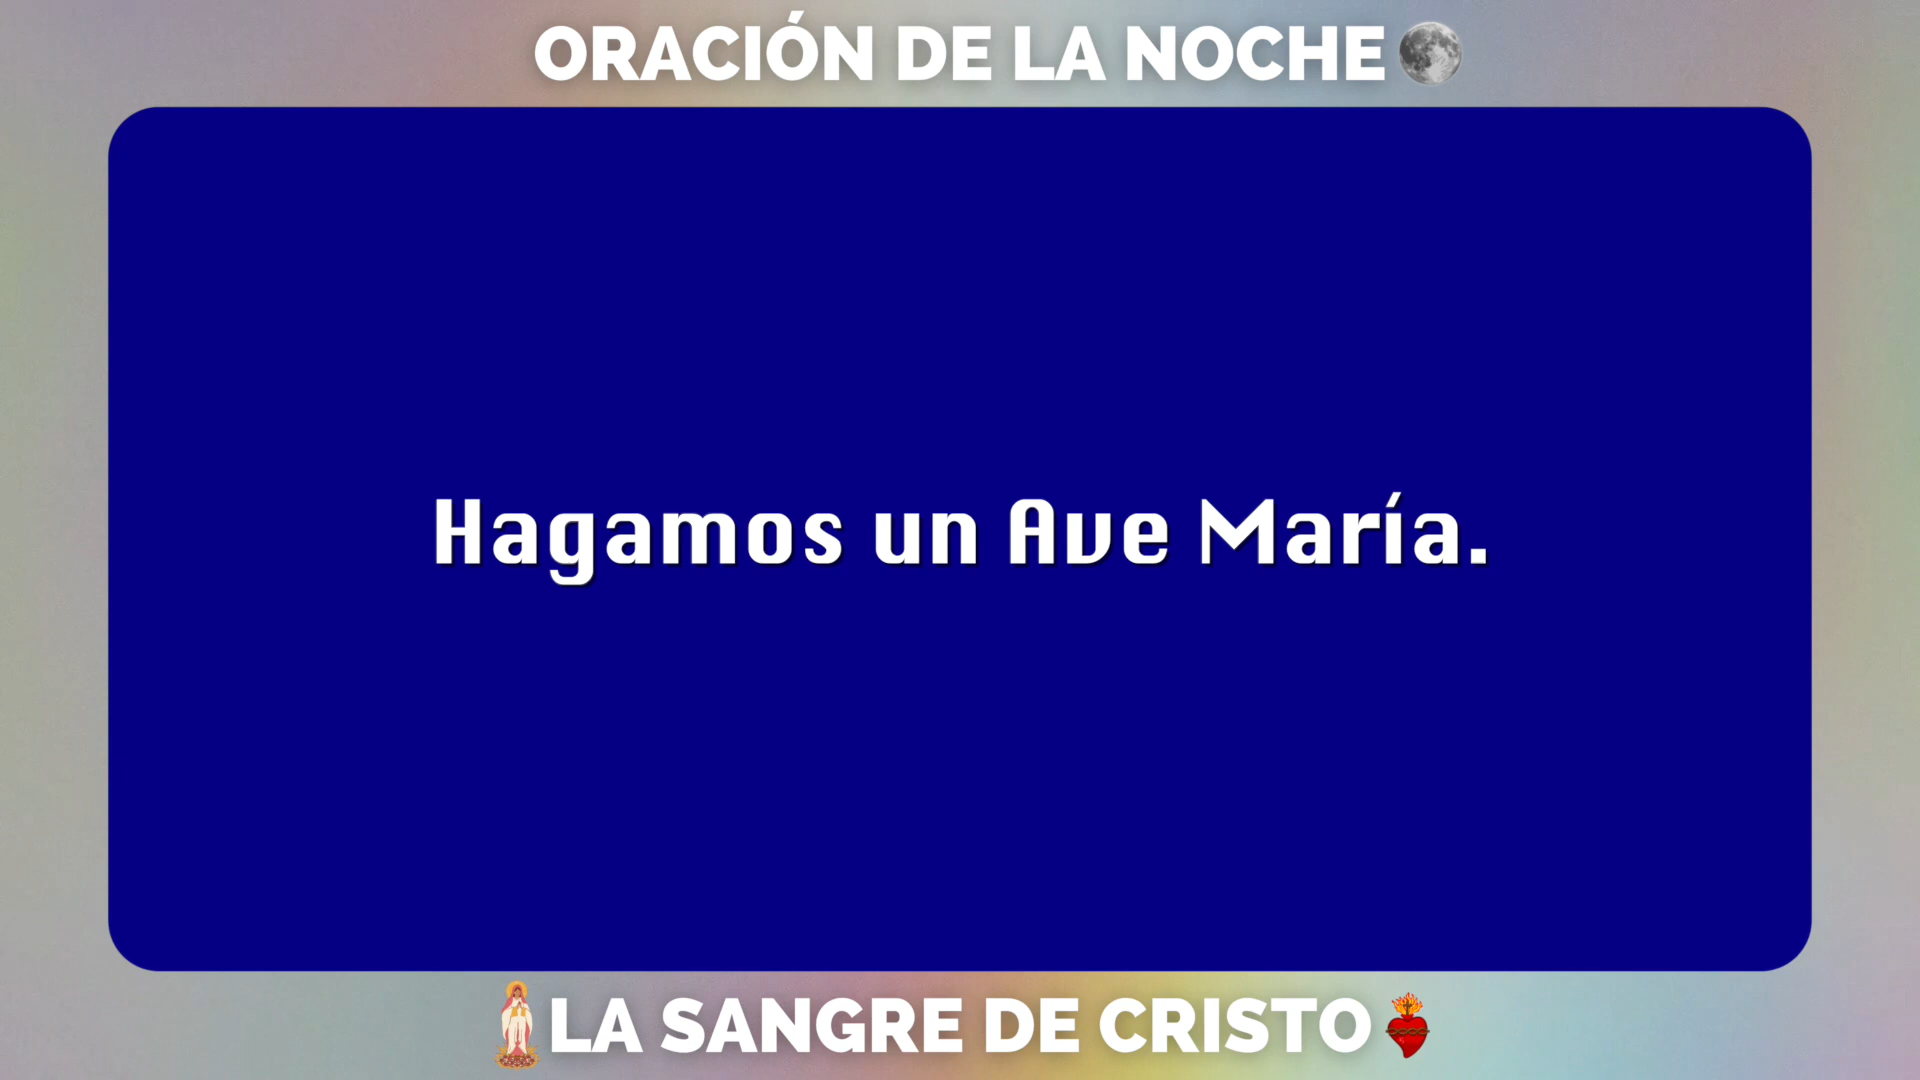 ORACIÓN DE LA NOCHE
Hagamos un Ave María.
LA SANGRE DE CRISTO